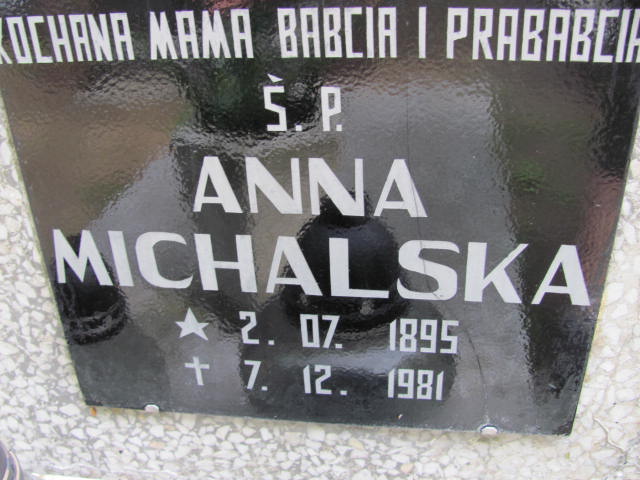 KOCHANA MAMA BABCIA I PRABABCIA
Ś. P.
ANNA
MICHALSKA
★ 2. 07. 1895
✝ 7. 12. 1981